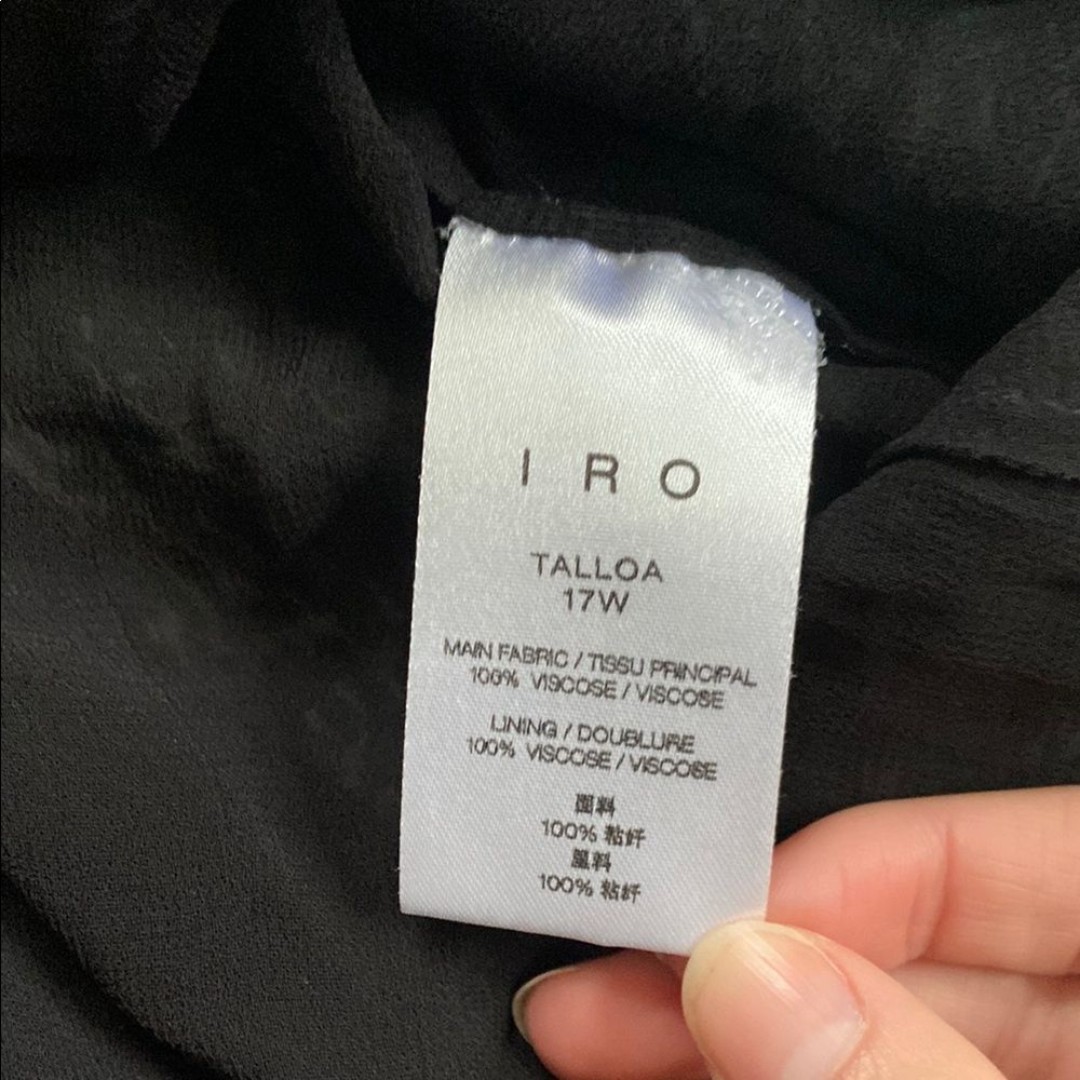 IRO
TALLOA
17W
MAIN FABRIC / TISSU PRINCIPAL
100% VISCOSE / VISCOSE
LINING / DOUBLURE
100% VISCOSE / VISCOSE
面料
100% 粘纤
里料
100% 粘纤